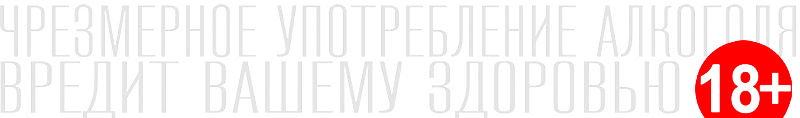 ЧРЕЗМЕРНОЕ УПОТРЕБЛЕНИЕ АЛКОГОЛЯ
ВРЕДИТ ВАШЕМУ ЗДОРОВЬЮ 18+